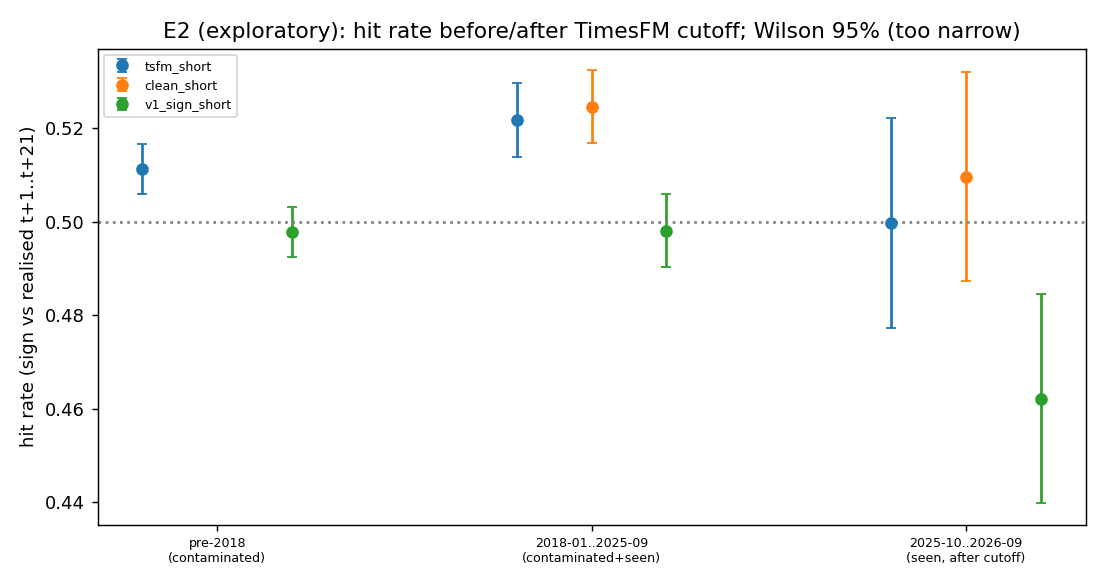 E2 (exploratory): hit rate before/after TimesFM cutoff; Wilson 95% (too narrow)
tsfm_short
clean_short
v1_sign_short
hit rate (sign vs realised t+1..t+21)
0.52
0.50
0.48
0.46
0.44
pre-2018
(contaminated)
2018-01..2025-09
(contaminated+seen)
2025-10..2026-09
(seen, after cutoff)